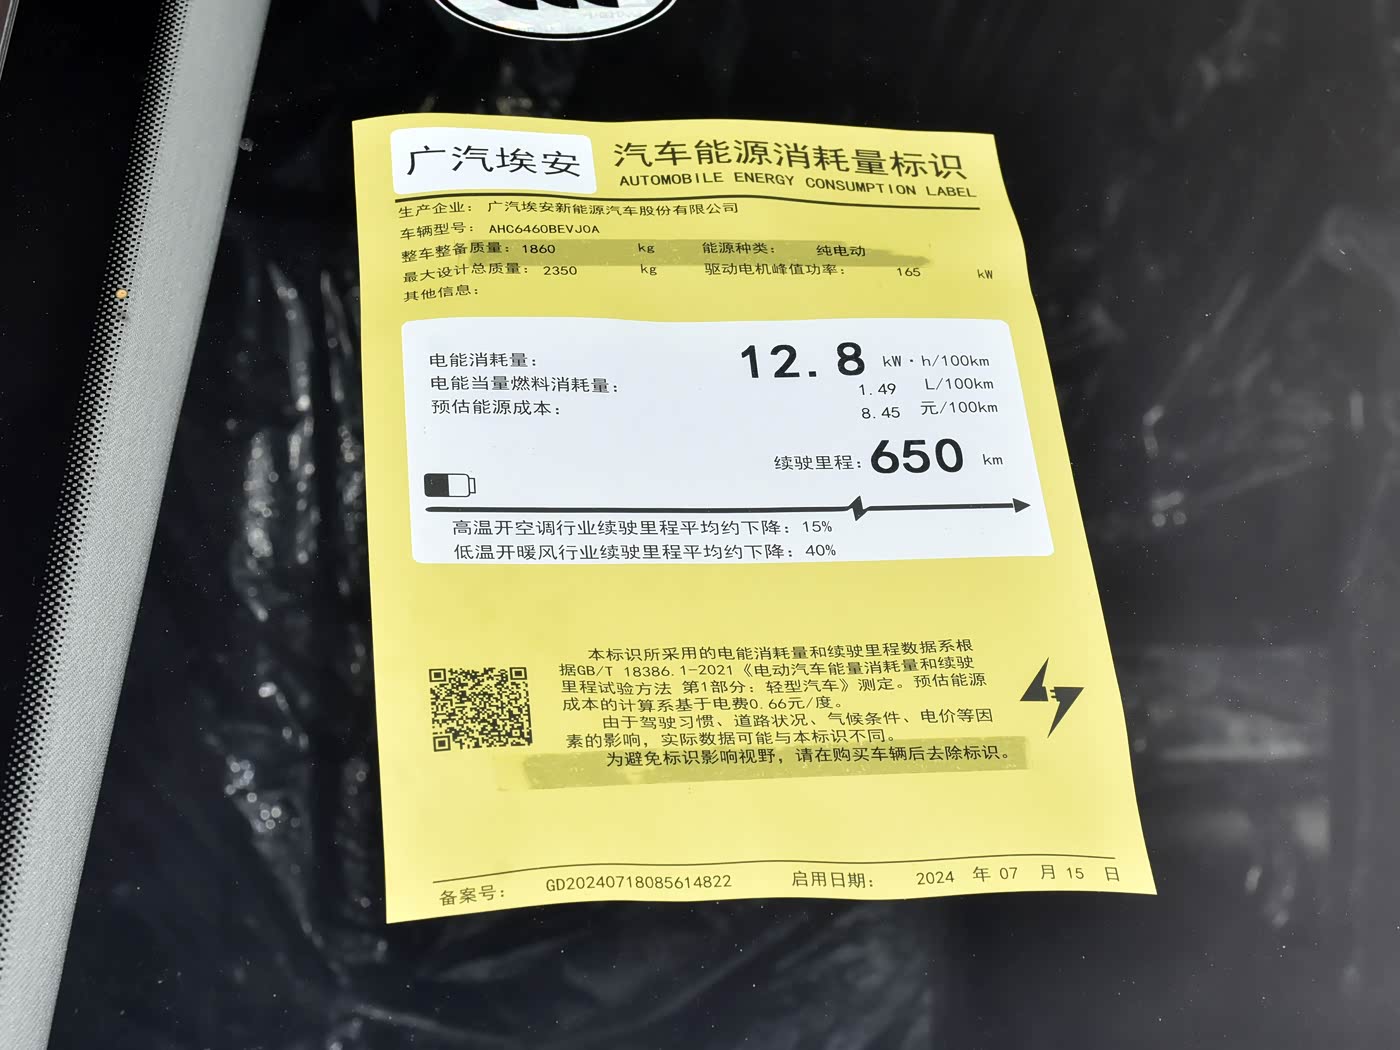 广汽埃安
汽车能源消耗量标识
AUTOMOBILE ENERGY CONSUMPTION LABEL
生产企业： 广汽埃安新能源汽车股份有限公司
车辆型号： AHC6460BEVJ0A
整车整备质量： 1860 kg 能源种类： 纯电动
最大设计总质量： 2350 kg 驱动电机峰值功率： 165 kW
其他信息：
电能消耗量： 12.8 kW·h/100km
电能当量燃料消耗量： 1.49 L/100km
预估能源成本： 8.45 元/100km
续驶里程：650 km
高温开空调行业续驶里程平均约下降：15%
低温开暖风行业续驶里程平均约下降：40%
本标识所采用的电能消耗量和续驶里程数据系根
据GB/T 18386.1-2021《电动汽车能量消耗量和续驶
里程试验方法 第1部分：轻型汽车》测定。预估能源
成本的计算系基于电费0.66元/度。
由于驾驶习惯、道路状况、气候条件、电价等因
素的影响，实际数据可能与本标识不同。
为避免标识影响视野，请在购买车辆后去除标识。
备案号： GD20240718085614822 启用日期： 2024 年 07 月 15 日